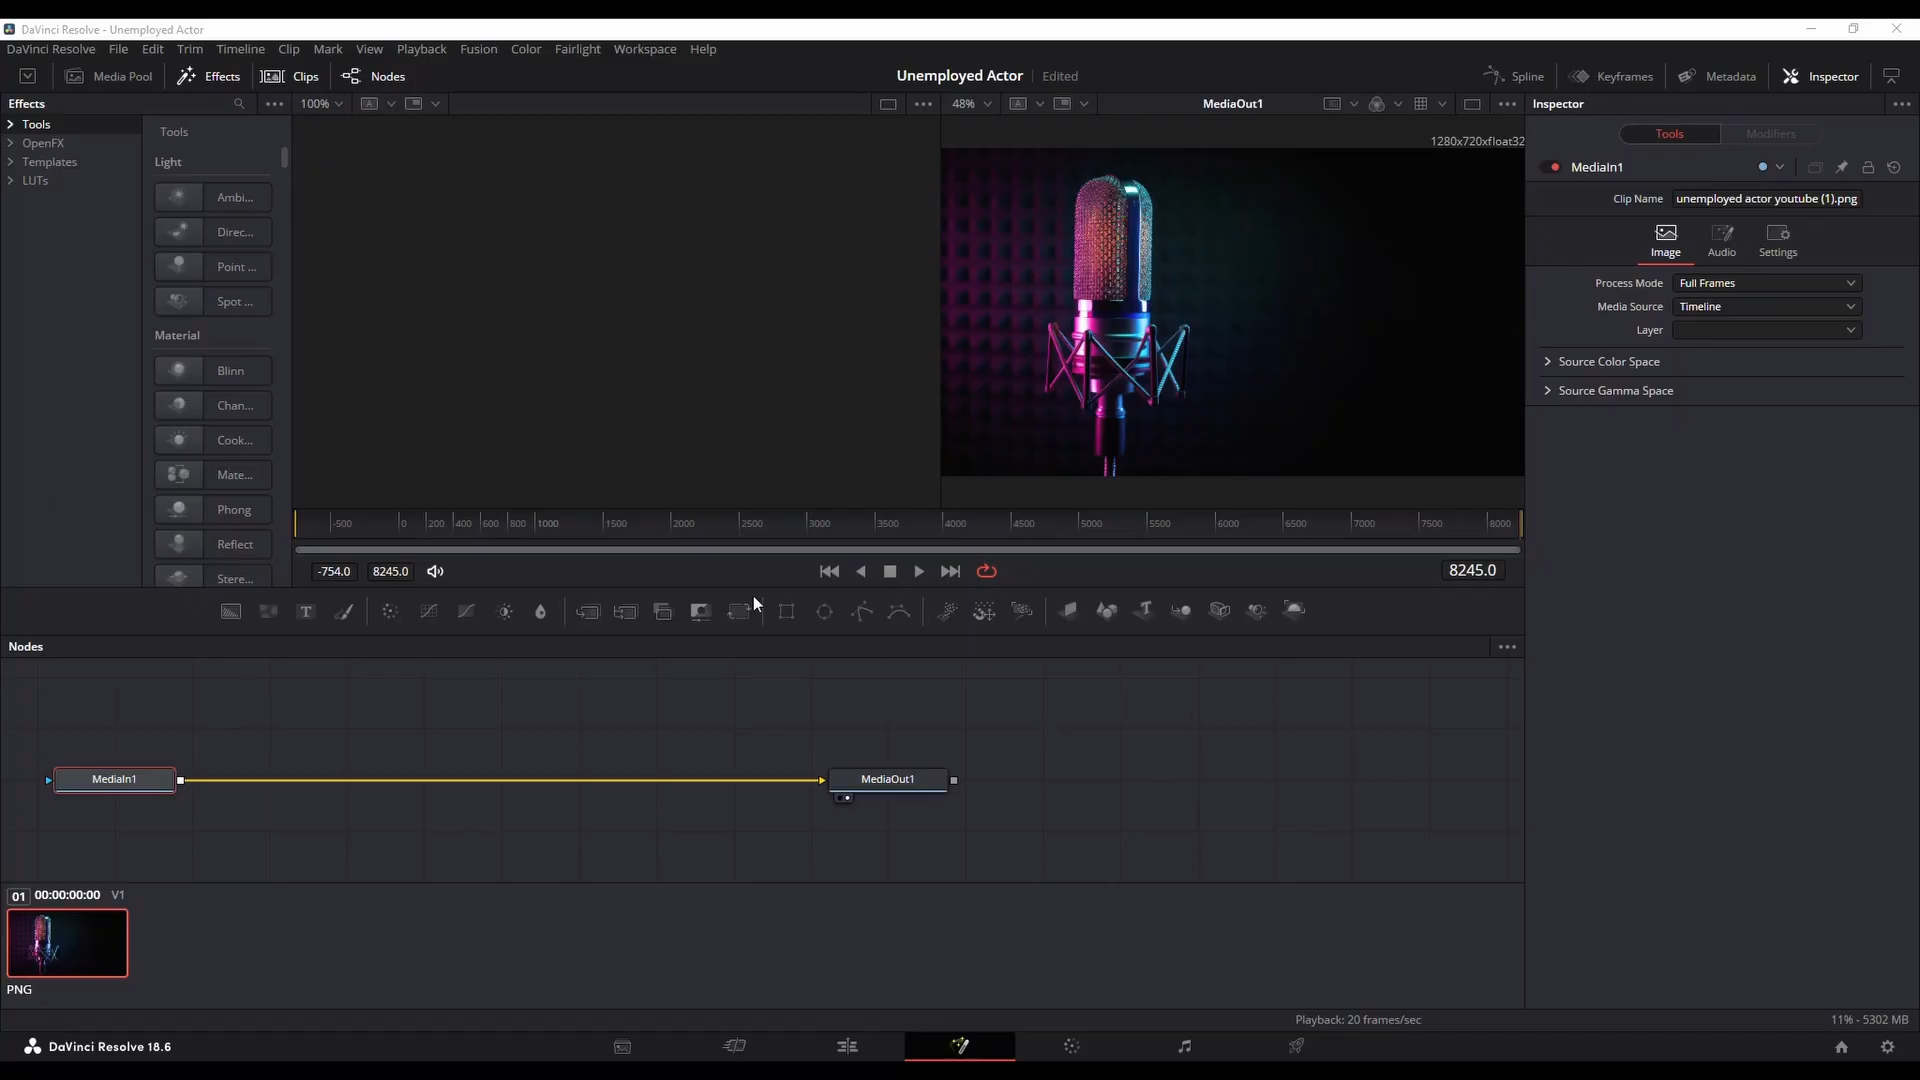 DaVinci Resolve - Unemployed Actor
DaVinci Resolve File Edit Trim Timeline Clip Mark View Playback Fusion Color Fairlight Workspace Help
Media Pool Effects Clips Nodes Unemployed Actor Edited Spline Keyframes Metadata Inspector
Effects 100% A 48% A MediaOut1 Inspector
Tools
OpenFX
Templates
LUTs
Tools
Light
Ambi...
Direc...
Point ...
Spot ...
Material
Blinn
Chan...
Cook...
Mate...
Phong
Reflect
Stere...
1280x720xfloat32
Tools Modifiers
MediaIn1
Clip Name unemployed actor youtube (1).png
Image Audio Settings
Process Mode Full Frames
Media Source Timeline
Layer
Source Color Space
Source Gamma Space
-500 0 200 400 600 800 1000 1500 2000 2500 3000 3500 4000 4500 5000 5500 6000 6500 7000 7500 8000
-754.0 8245.0 8245.0
T T
Nodes
MediaIn1 MediaOut1
01 00:00:00:00 V1
PNG
Playback: 20 frames/sec 11% - 5302 MB
DaVinci Resolve 18.6